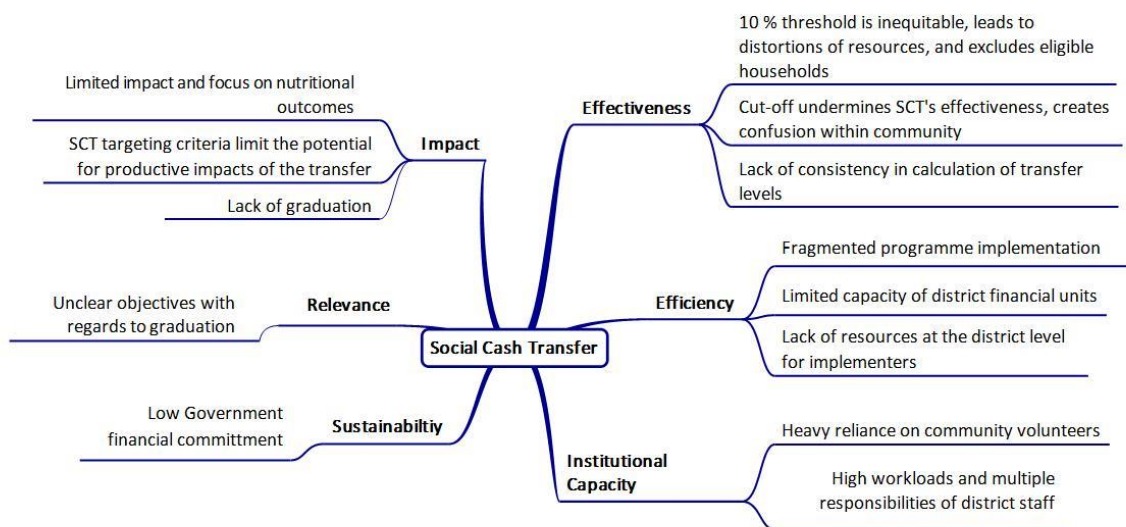 Social Cash Transfer
Effectiveness
10 % threshold is inequitable, leads to
distortions of resources, and excludes eligible
households
Cut-off undermines SCT's effectiveness, creates
confusion within community
Lack of consistency in calculation of transfer
levels
Efficiency
Fragmented programme implementation
Limited capacity of district financial units
Lack of resources at the district level
for implementers
Institutional
Capacity
Heavy reliance on community volunteers
High workloads and multiple
responsibilities of district staff
Impact
Limited impact and focus on nutritional
outcomes
SCT targeting criteria limit the potential
for productive impacts of the transfer
Lack of graduation
Relevance
Unclear objectives with
regards to graduation
Sustainabiltiy
Low Government
financial committment